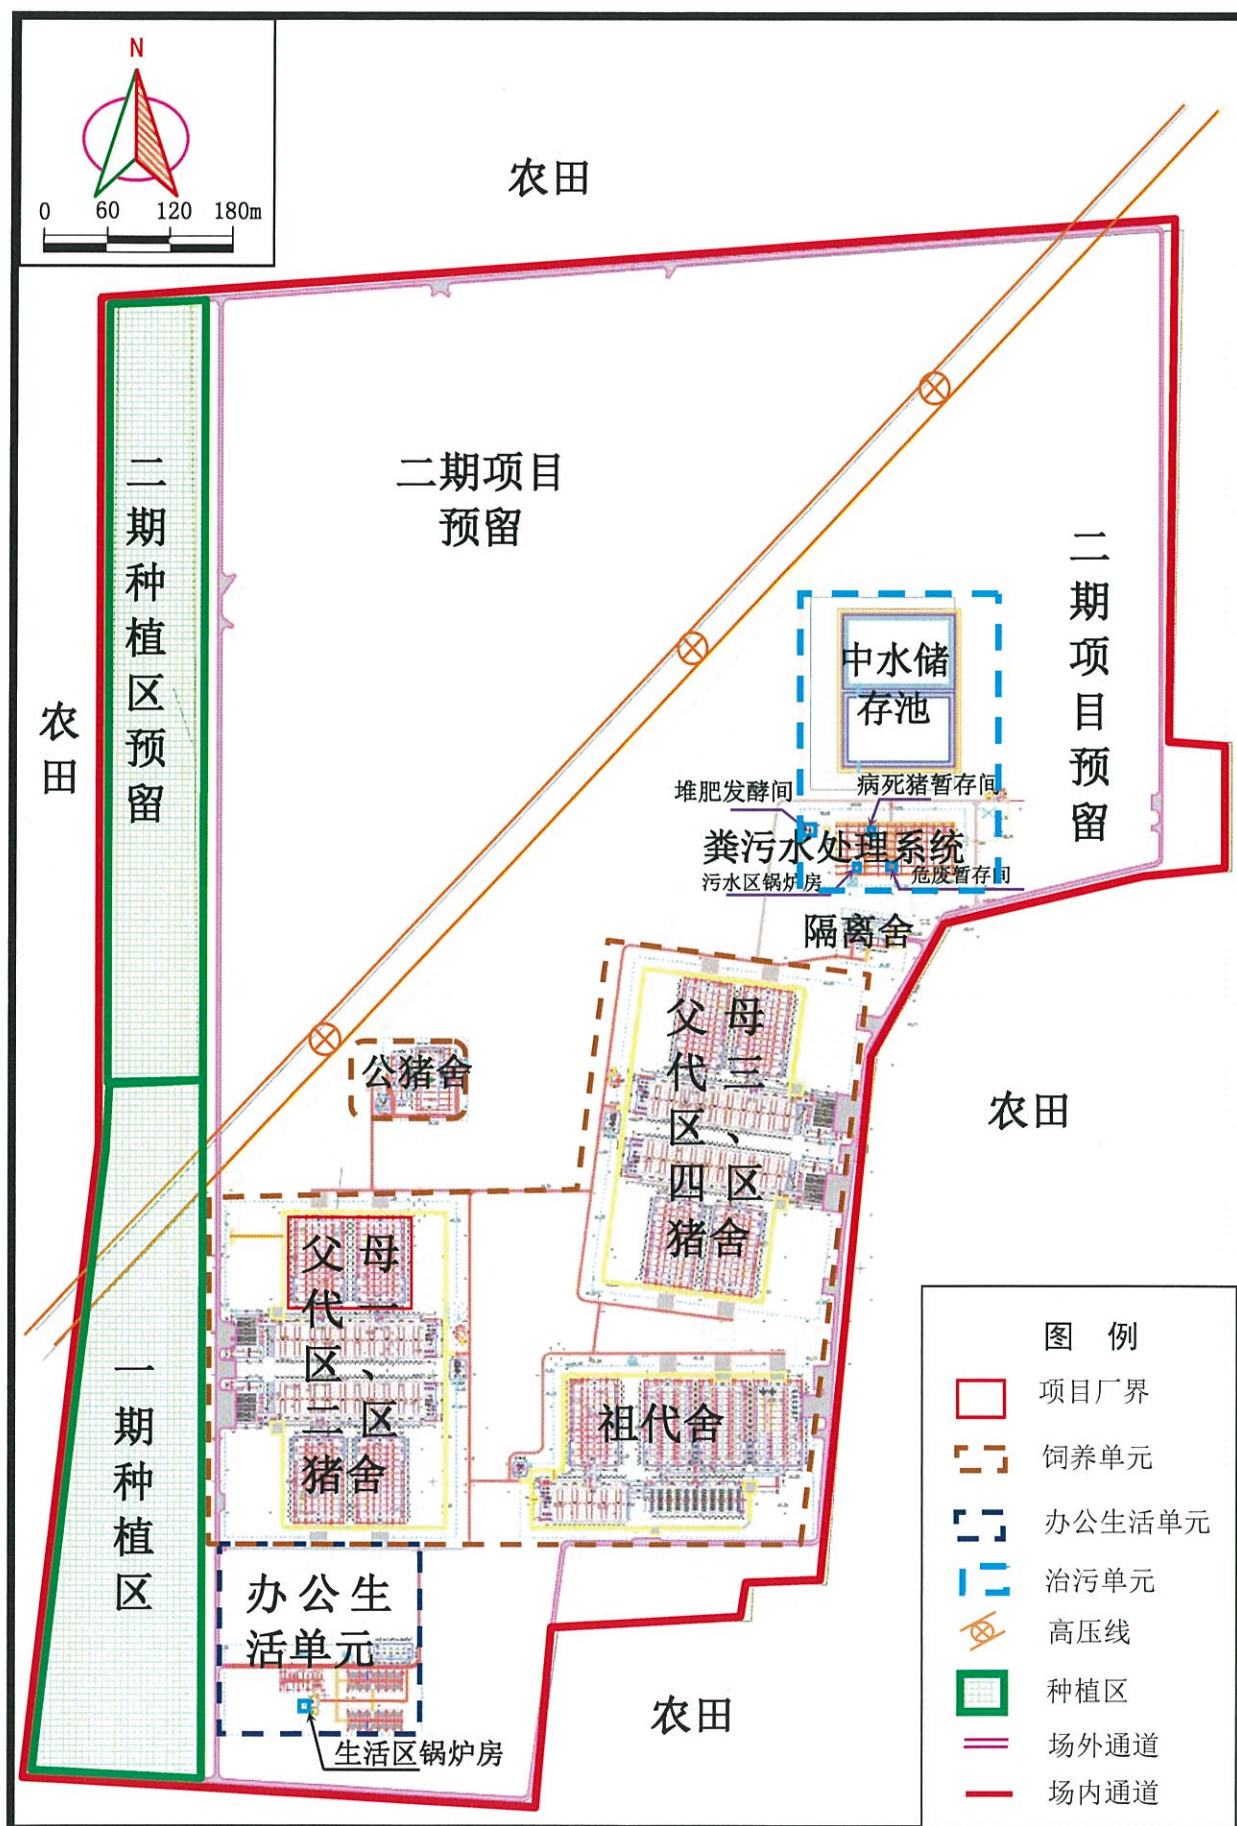 N
0 60 120 180m
农田
二期项目
预留
二期种植区预留
二期项目预留
农田
中水储
存池
堆肥发酵间
病死猪暂存间
粪污水处理系统
污水区锅炉房
危废暂存间
隔离舍
父母
代三
区、
四区
猪舍
公猪舍
农田
父母
代一
区、
二区
猪舍
祖代舍
一期种植区
办公生
活单元
生活区锅炉房
农田
图 例
项目厂界
饲养单元
办公生活单元
治污单元
高压线
种植区
场外通道
场内通道